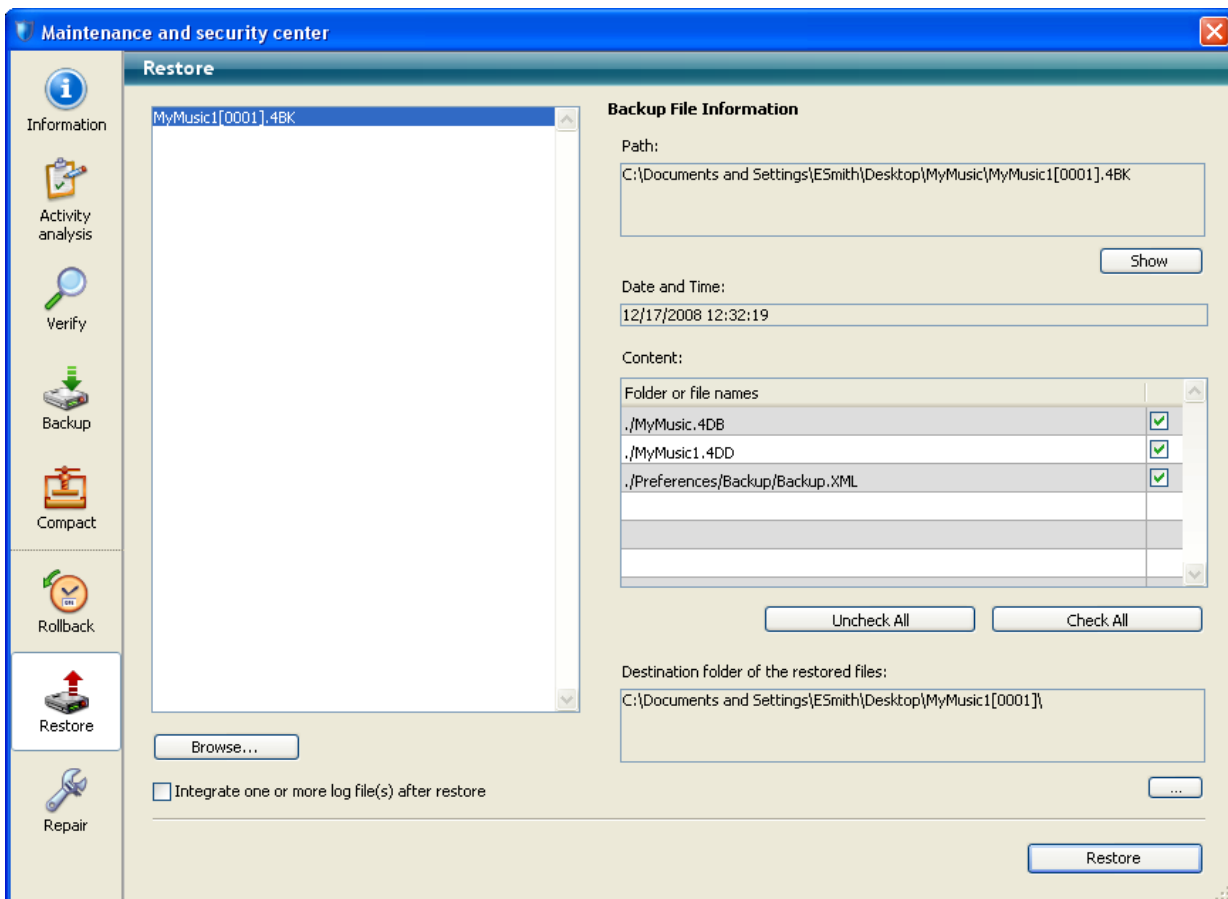 Maintenance and security center
Information
Activity
analysis
Verify
Backup
Compact
Rollback
Restore
Repair
Restore
MyMusic1[0001].4BK
Browse...
Integrate one or more log file(s) after restore
Backup File Information
Path:
C:\Documents and Settings\ESmith\Desktop\MyMusic\MyMusic1[0001].4BK
Show
Date and Time:
12/17/2008 12:32:19
Content:
Folder or file names
./MyMusic.4DB
./MyMusic1.4DD
./Preferences/Backup/Backup.XML
Uncheck All
Check All
Destination folder of the restored files:
C:\Documents and Settings\ESmith\Desktop\MyMusic1[0001]\
...
Restore